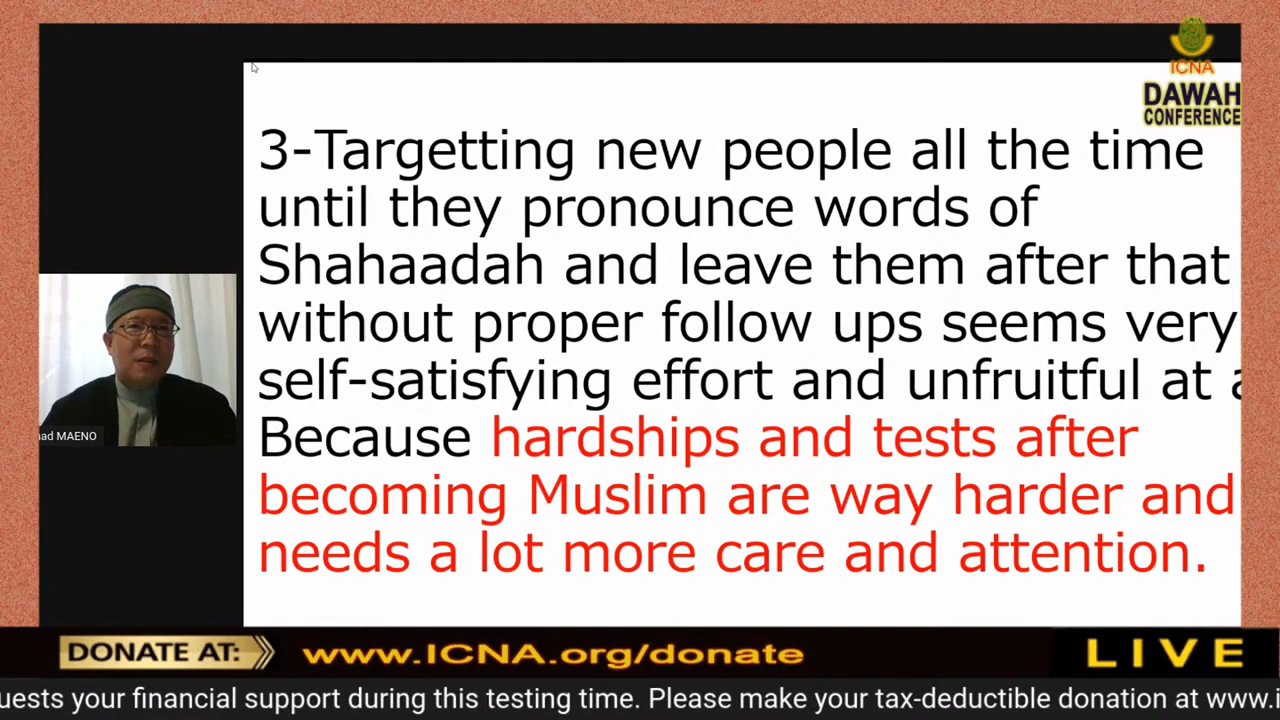 ICNA
DAWAH
CONFERENCE
3-Targetting new people all the time
until they pronounce words of
Shahaadah and leave them after that
without proper follow ups seems very
self-satisfying effort and unfruitful at
Because hardships and tests after
becoming Muslim are way harder and
needs a lot more care and attention.
MAENO
DONATE AT:
www.ICNA.org/donate
LIVE
your financial support during this testing time. Please make your tax-deductible donation at